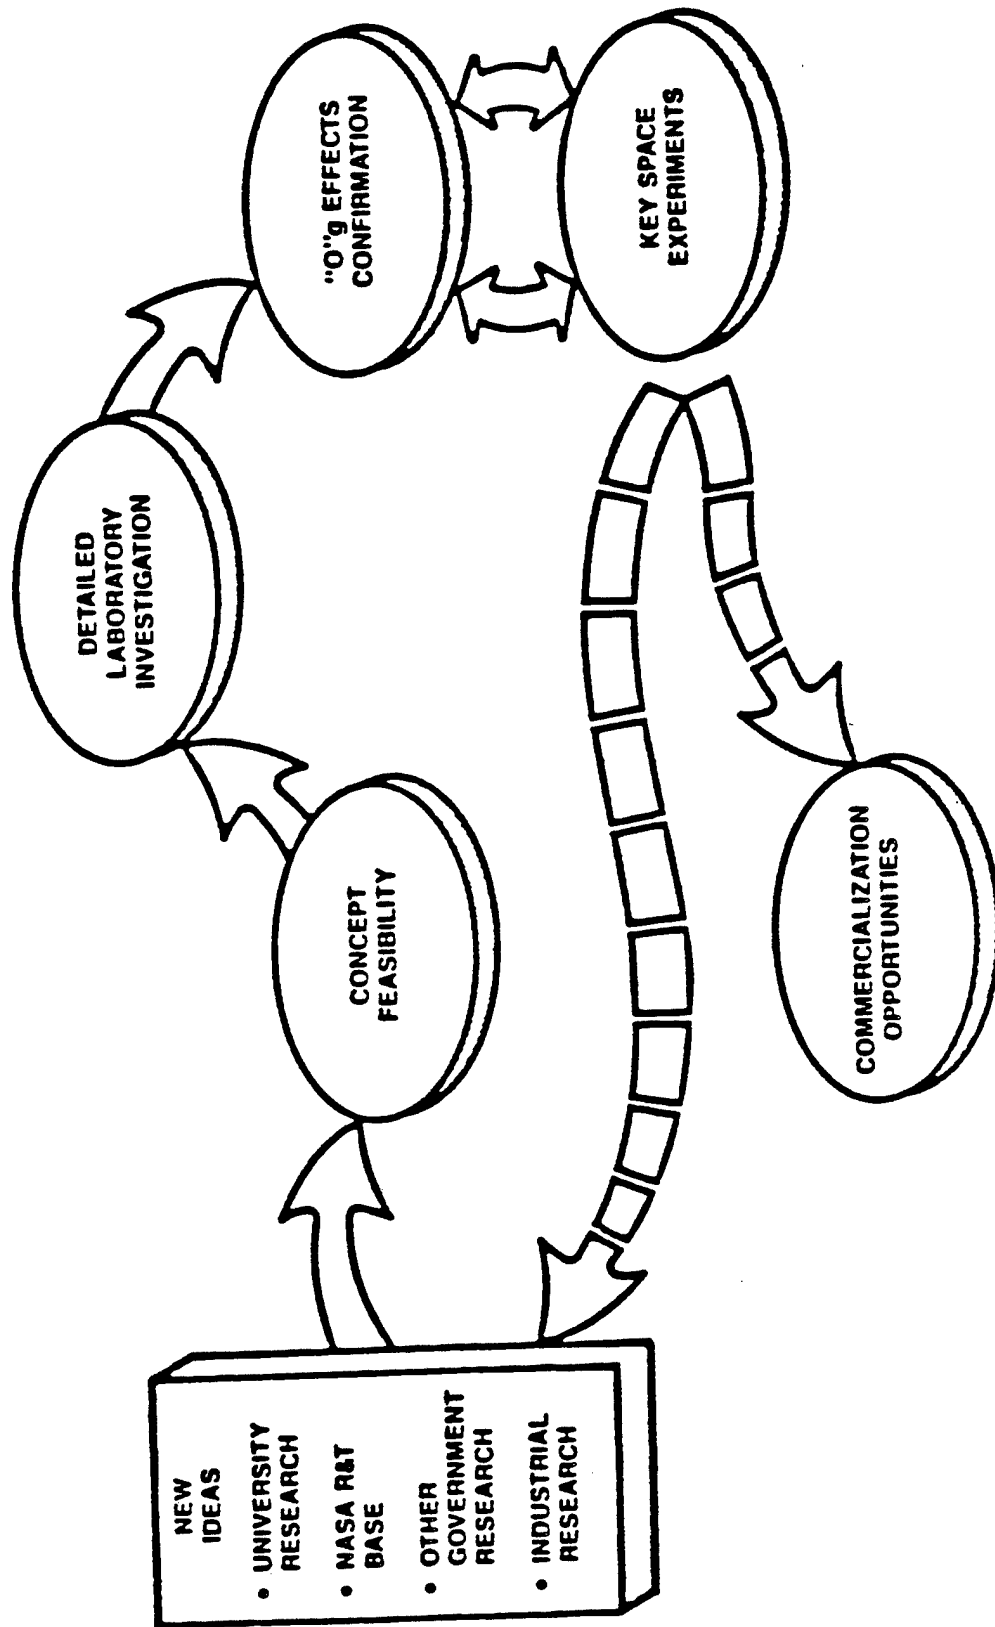 NEW
IDEAS
• UNIVERSITY
RESEARCH
• NASA R&T
BASE
• OTHER
GOVERNMENT
RESEARCH
• INDUSTRIAL
RESEARCH
CONCEPT
FEASIBILITY
DETAILED
LABORATORY
INVESTIGATION
"O"g EFFECTS
CONFIRMATION
KEY SPACE
EXPERIMENTS
COMMERCIALIZATION
OPPORTUNITIES